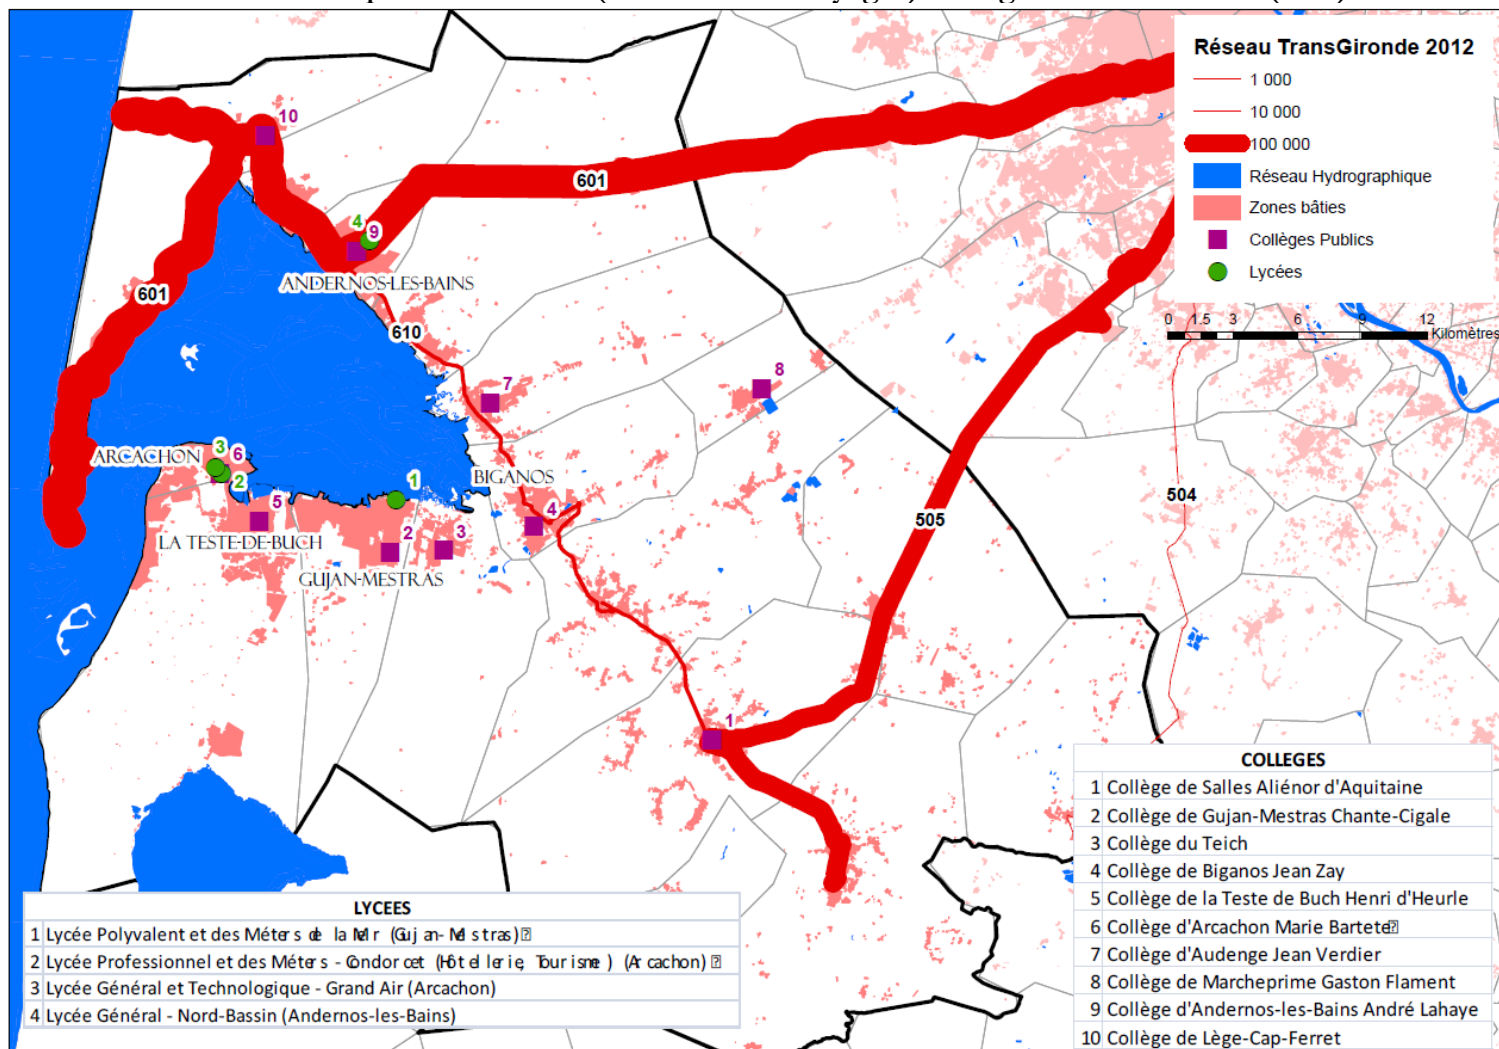 Réseau TransGironde 2012
1 000
10 000
100 000
Réseau Hydrographique
Zones bâties
Collèges Publics
Lycées
0 1.5 3 6 9 12
Kilomètres
10
601
4
9
ANDERNOS-LES-BAINS
601
610
7
8
ARCACHON
3
6
2
1
BIGANOS
5
4
LA TESTE-DE-BUCH
2
3
GUJAN-MESTRAS
504
505
1
COLLEGES
1 Collège de Salles Aliénor d'Aquitaine
2 Collège de Gujan-Mestras Chante-Cigale
3 Collège du Teich
4 Collège de Biganos Jean Zay
5 Collège de la Teste de Buch Henri d'Heurle
6 Collège d'Arcachon Marie Bartete
7 Collège d'Audenge Jean Verdier
8 Collège de Marcheprime Gaston Flament
9 Collège d'Andernos-les-Bains André Lahaye
10 Collège de Lège-Cap-Ferret
LYCEES
1 Lycée Polyvalent et des Méters de la Mr (Gujan-Mestras)
2 Lycée Professionnel et des Méters - Condorcet (Hôtellerie, Tourisme) (Arcachon)
3 Lycée Général et Technologique - Grand Air (Arcachon)
4 Lycée Général - Nord-Bassin (Andernos-les-Bains)